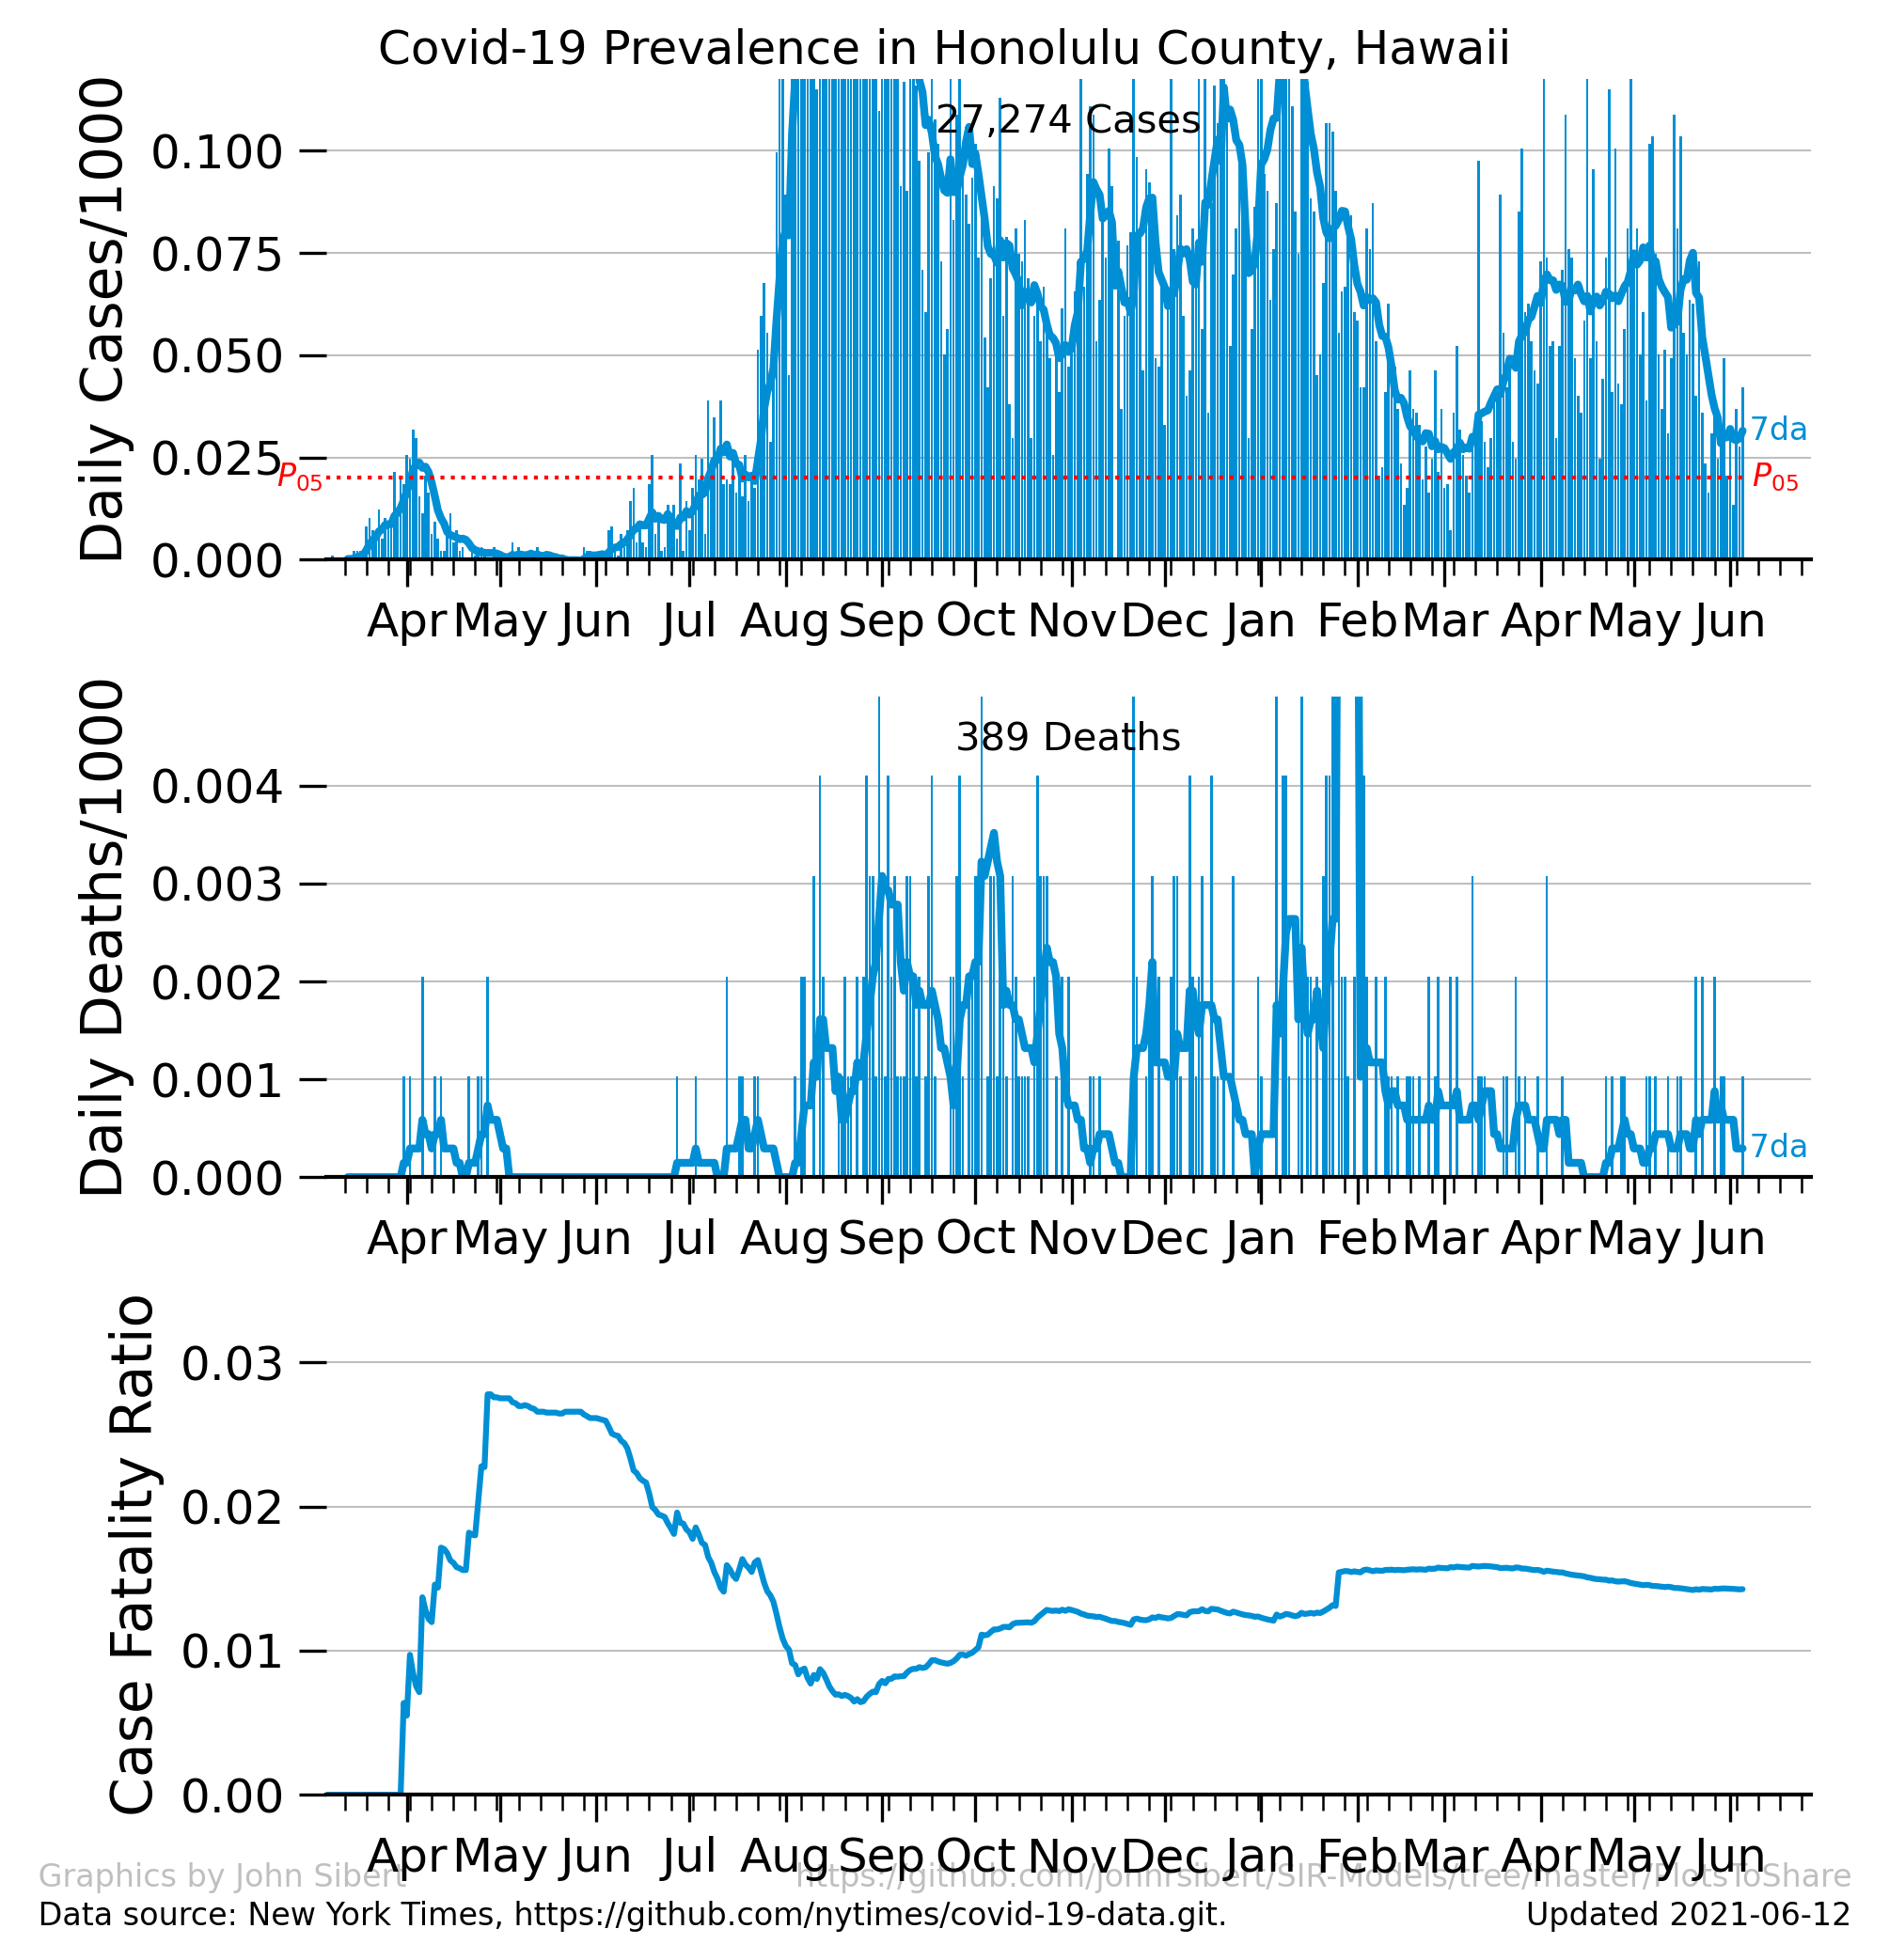 Covid-19 Prevalence in Honolulu County, Hawaii
Daily Cases/1000
27,274 Cases
0.100
0.075
0.050
0.025
0.000
P05
P05
7da
Apr May Jun Jul Aug Sep Oct Nov Dec Jan Feb Mar Apr May Jun
Daily Deaths/1000
389 Deaths
0.004
0.003
0.002
0.001
0.000
7da
Apr May Jun Jul Aug Sep Oct Nov Dec Jan Feb Mar Apr May Jun
Case Fatality Ratio
0.03
0.02
0.01
0.00
Apr May Jun Jul Aug Sep Oct Nov Dec Jan Feb Mar Apr May Jun
Graphics by John Sibert
https://github.com/johnrsibert/SIR-Models/tree/master/PlotsToShare
Data source: New York Times, https://github.com/nytimes/covid-19-data.git.
Updated 2021-06-12